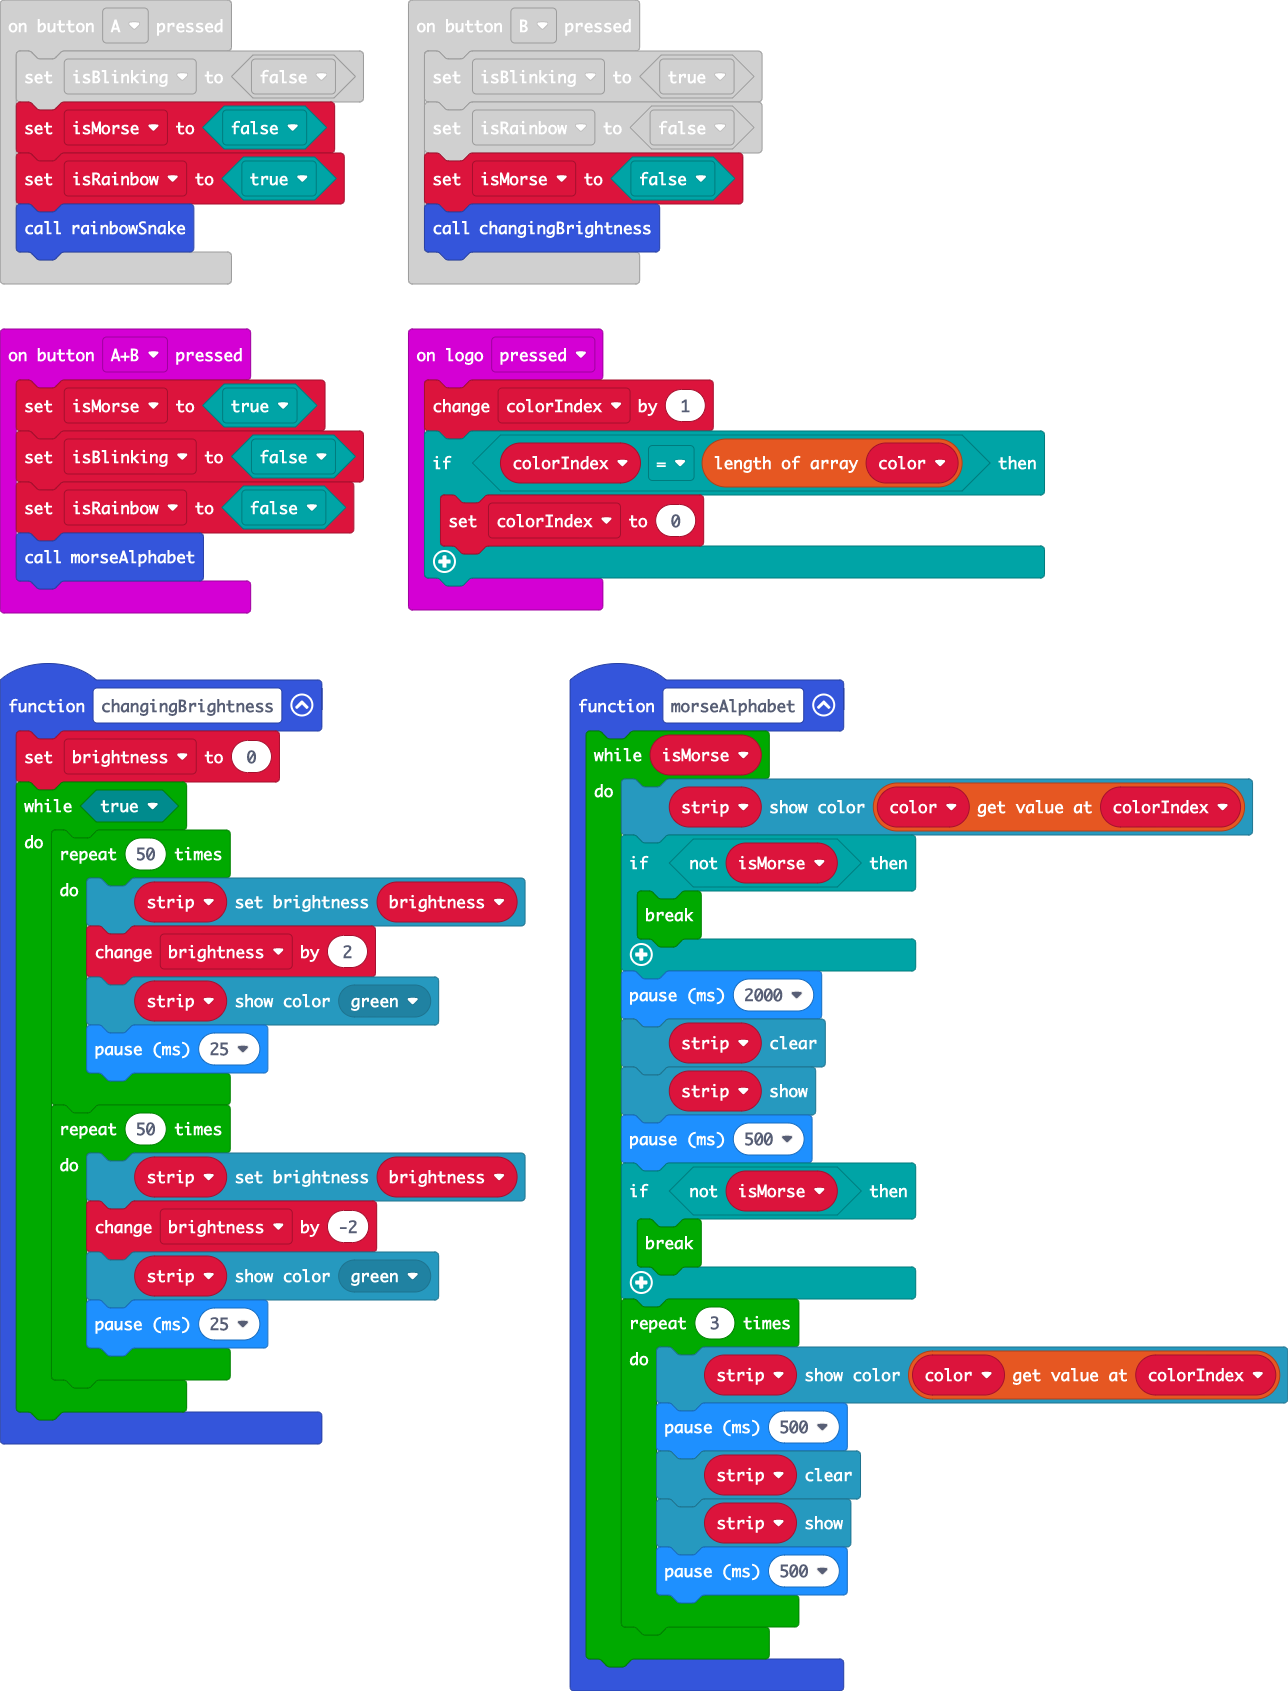 on button A pressed
set isBlinking to false
set isMorse to false
set isRainbow to true
call rainbowSnake
on button B pressed
set isBlinking to true
set isRainbow to false
set isMorse to false
call changingBrightness
on button A+B pressed
set isMorse to true
set isBlinking to false
set isRainbow to false
call morseAlphabet
on logo pressed
change colorIndex by 1
if colorIndex = length of array color then
set colorIndex to 0
function changingBrightness
set brightness to 0
while true
do
repeat 50 times
do
strip set brightness brightness
change brightness by 2
strip show color green
pause (ms) 25
repeat 50 times
do
strip set brightness brightness
change brightness by -2
strip show color green
pause (ms) 25
function morseAlphabet
while isMorse
do
strip show color color get value at colorIndex
if not isMorse then
break
pause (ms) 2000
strip clear
strip show
pause (ms) 500
if not isMorse then
break
repeat 3 times
do
strip show color color get value at colorIndex
pause (ms) 500
strip clear
strip show
pause (ms) 500